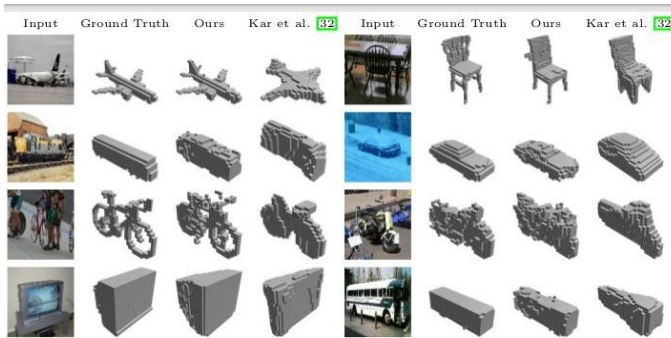 Input Ground Truth Ours Kar et al. [32] Input Ground Truth Ours Kar et al. [32]